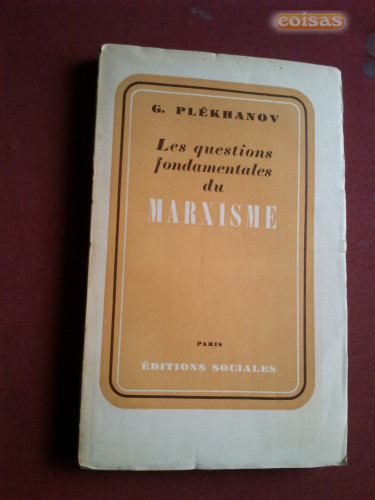 coisas
G. PLÉKHANOV
Les questions
fondamentales
du
MARXISME
PARIS
ÉDITIONS SOCIALES